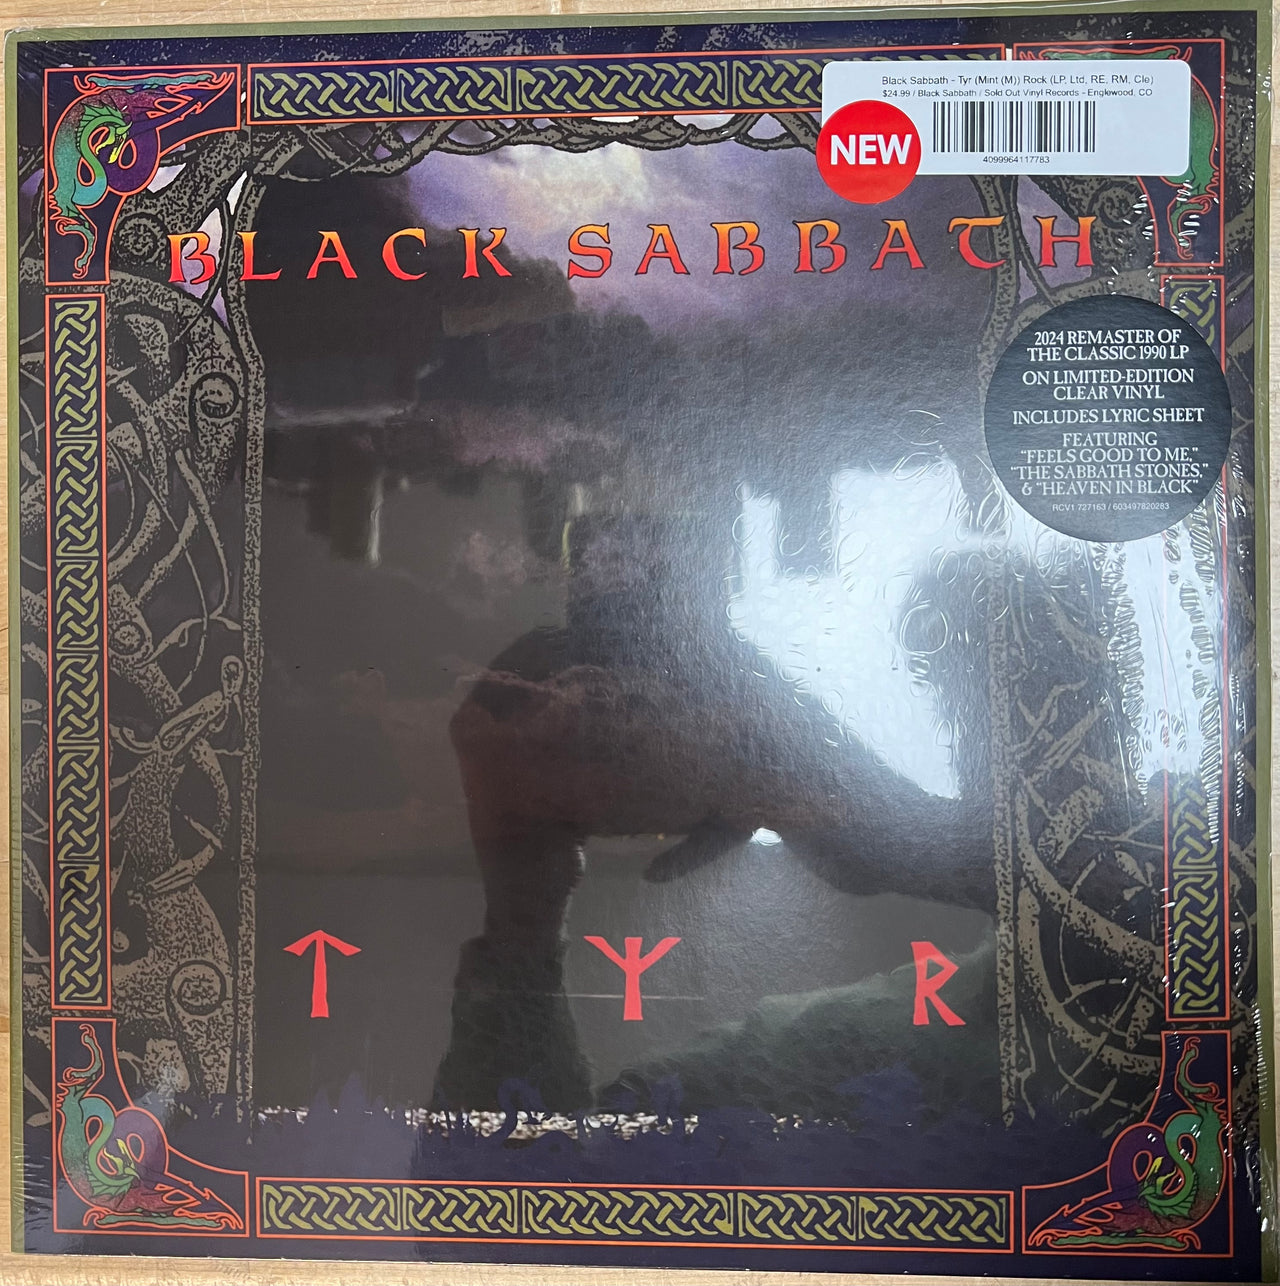 Black Sabbath - Tyr (Mint (M)) Rock (LP, Ltd, RE, RM, Cle)
$24.99 / Black Sabbath / Sold Out Vinyl Records - Englewood, CO
NEW
4099964117783
BLACK SABBATH
2024 REMASTER OF
THE CLASSIC 1990 LP
ON LIMITED-EDITION
CLEAR VINYL
INCLUDES LYRIC SHEET
FEATURING
“FEELS GOOD TO ME,”
“THE SABBATH STONES,”
& “HEAVEN IN BLACK”
RCV1 727163 / 603497820283
ᛏ ᛉ ᚱ